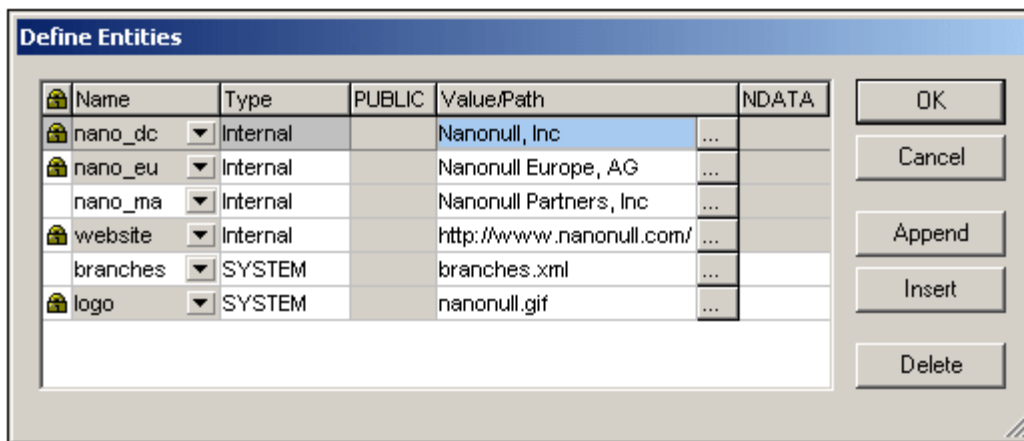 Define Entities
Name Type PUBLIC Value/Path NDATA
nano_dc Internal Nanonull, Inc ...
nano_eu Internal Nanonull Europe, AG ...
nano_ma Internal Nanonull Partners, Inc ...
website Internal http://www.nanonull.com/ ...
branches SYSTEM branches.xml ...
logo SYSTEM nanonull.gif ...
OK
Cancel
Append
Insert
Delete